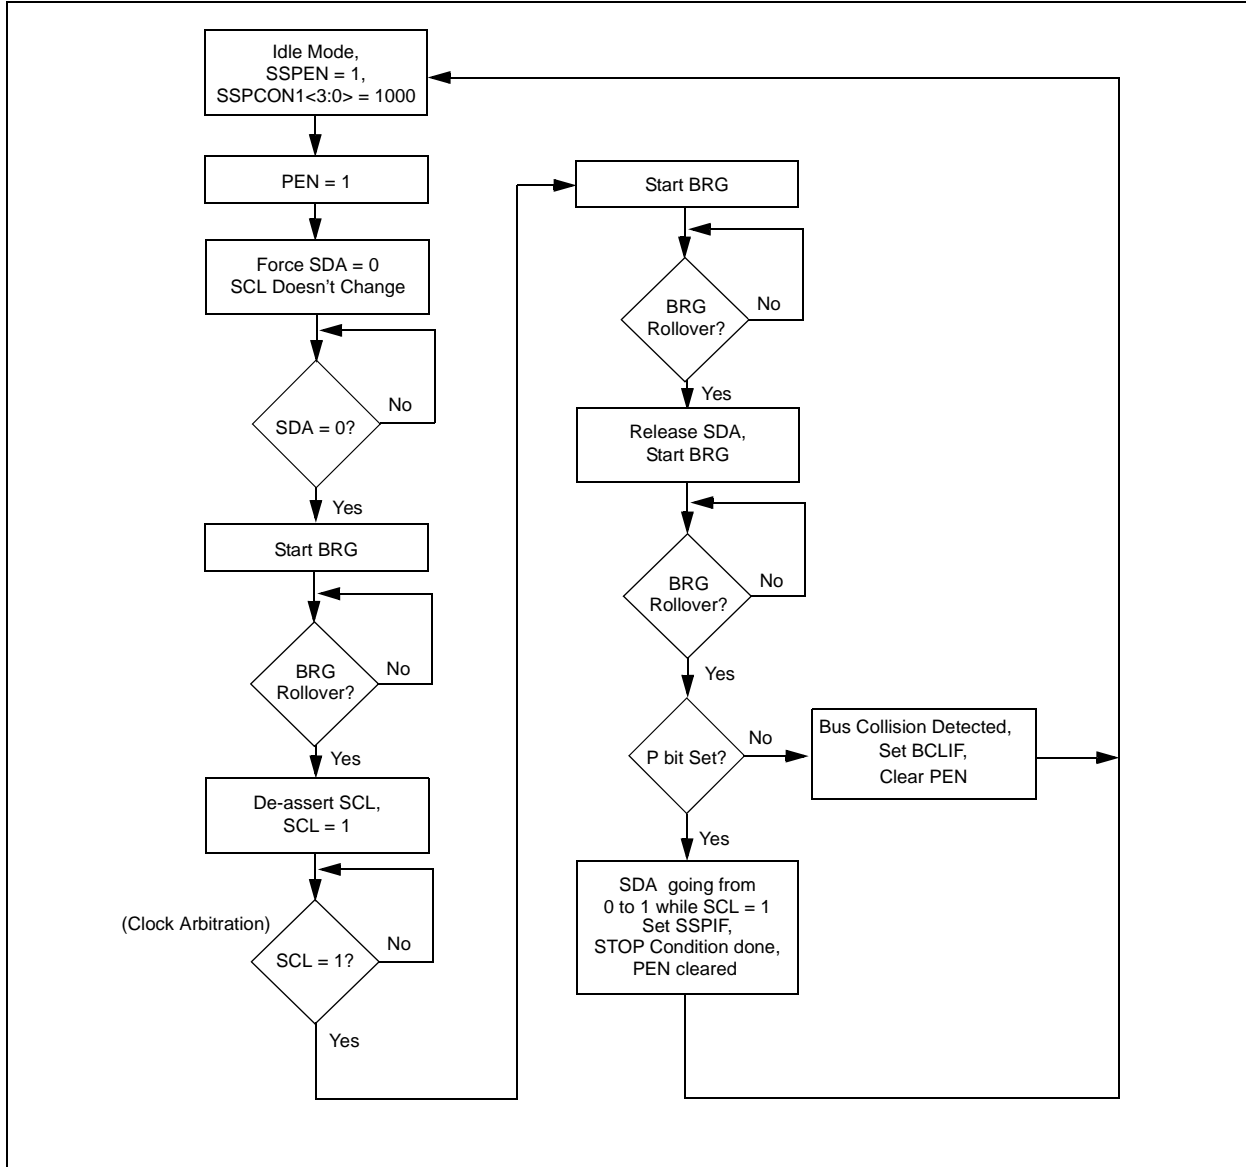 Idle Mode,
SSPEN = 1,
SSPCON1<3:0> = 1000
PEN = 1
Force SDA = 0
SCL Doesn't Change
No
SDA = 0?
Yes
Start BRG
BRG
Rollover?
No
Yes
De-assert SCL,
SCL = 1
(Clock Arbitration)
No
SCL = 1?
Yes
Start BRG
BRG
Rollover?
No
Yes
Release SDA,
Start BRG
BRG
Rollover?
No
Yes
P bit Set?
No
Bus Collision Detected,
Set BCLIF,
Clear PEN
Yes
SDA going from
0 to 1 while SCL = 1
Set SSPIF,
STOP Condition done,
PEN cleared